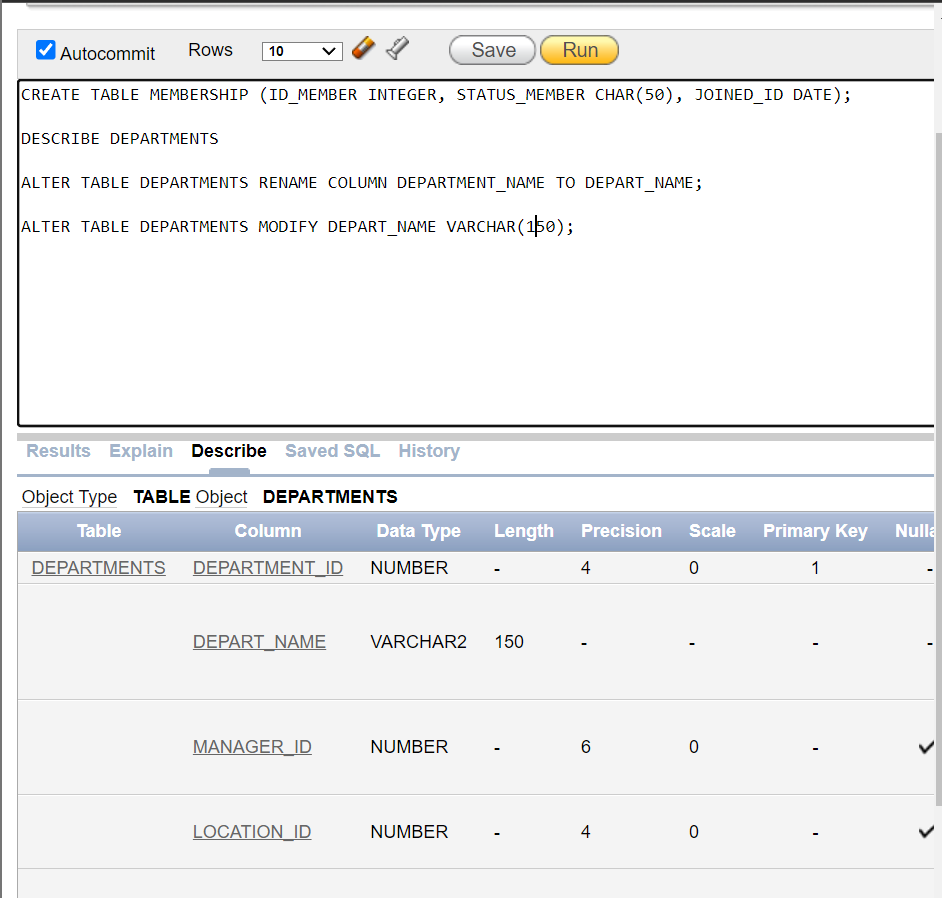 Autocommit Rows 10 Save Run
CREATE TABLE MEMBERSHIP (ID_MEMBER INTEGER, STATUS_MEMBER CHAR(50), JOINED_ID DATE);
DESCRIBE DEPARTMENTS
ALTER TABLE DEPARTMENTS RENAME COLUMN DEPARTMENT_NAME TO DEPART_NAME;
ALTER TABLE DEPARTMENTS MODIFY DEPART_NAME VARCHAR(150);
Results Explain Describe Saved SQL History
Object Type TABLE Object DEPARTMENTS
Table Column Data Type Length Precision Scale Primary Key Nulla
DEPARTMENTS DEPARTMENT_ID NUMBER - 4 0 1 -
DEPART_NAME VARCHAR2 150 - - - -
MANAGER_ID NUMBER - 6 0 - ✔
LOCATION_ID NUMBER - 4 0 - ✔